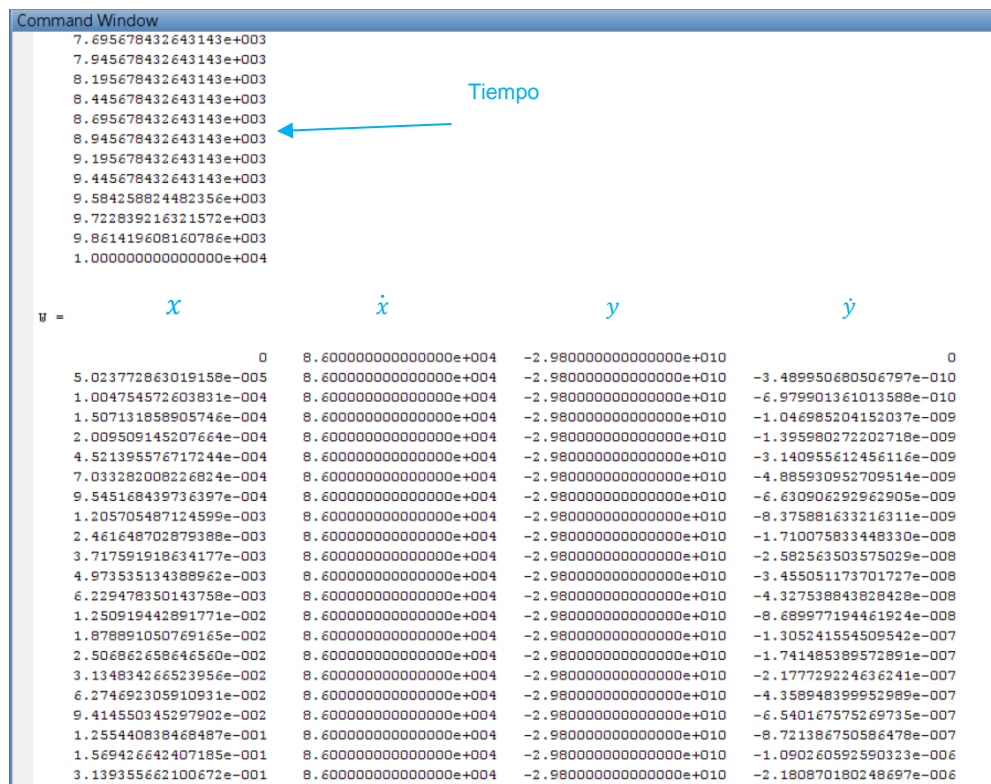 Command Window
7.695678432643143e+003
7.945678432643143e+003
8.195678432643143e+003
8.445678432643143e+003
Tiempo
8.695678432643143e+003
8.945678432643143e+003
9.195678432643143e+003
9.445678432643143e+003
9.584258824482356e+003
9.722839216321572e+003
9.861419608160786e+003
1.000000000000000e+004
W = x ẋ y ẏ
0 8.600000000000000e+004 -2.980000000000000e+010 0
5.023772863019158e-005 8.600000000000000e+004 -2.980000000000000e+010 -3.489950680506797e-010
1.004754572603831e-004 8.600000000000000e+004 -2.980000000000000e+010 -6.979901361013588e-010
1.507131858905746e-004 8.600000000000000e+004 -2.980000000000000e+010 -1.046985204152037e-009
2.009509145207664e-004 8.600000000000000e+004 -2.980000000000000e+010 -1.395980272202718e-009
4.521395576717244e-004 8.600000000000000e+004 -2.980000000000000e+010 -3.140955612456116e-009
7.033282008226824e-004 8.600000000000000e+004 -2.980000000000000e+010 -4.885930952709514e-009
9.545168439736397e-004 8.600000000000000e+004 -2.980000000000000e+010 -6.630906292962905e-009
1.205705487124599e-003 8.600000000000000e+004 -2.980000000000000e+010 -8.375881633216311e-009
2.461648702879388e-003 8.600000000000000e+004 -2.980000000000000e+010 -1.710075833448330e-008
3.717591918634177e-003 8.600000000000000e+004 -2.980000000000000e+010 -2.582563503575029e-008
4.973535134388962e-003 8.600000000000000e+004 -2.980000000000000e+010 -3.455051173701727e-008
6.229478350143758e-003 8.600000000000000e+004 -2.980000000000000e+010 -4.327538843828428e-008
1.250919442891771e-002 8.600000000000000e+004 -2.980000000000000e+010 -8.689977194461924e-008
1.878891050769165e-002 8.600000000000000e+004 -2.980000000000000e+010 -1.305241554509542e-007
2.506862658646560e-002 8.600000000000000e+004 -2.980000000000000e+010 -1.741485389572891e-007
3.134834266523956e-002 8.600000000000000e+004 -2.980000000000000e+010 -2.177729224636241e-007
6.274692305910931e-002 8.600000000000000e+004 -2.980000000000000e+010 -4.358948399952989e-007
9.414550345297902e-002 8.600000000000000e+004 -2.980000000000000e+010 -6.540167575269735e-007
1.255440838468487e-001 8.600000000000000e+004 -2.980000000000000e+010 -8.721386750586478e-007
1.569426642407185e-001 8.600000000000000e+004 -2.980000000000000e+010 -1.090260592590323e-006
3.139355662100672e-001 8.600000000000000e+004 -2.980000000000000e+010 -2.180870180248697e-006